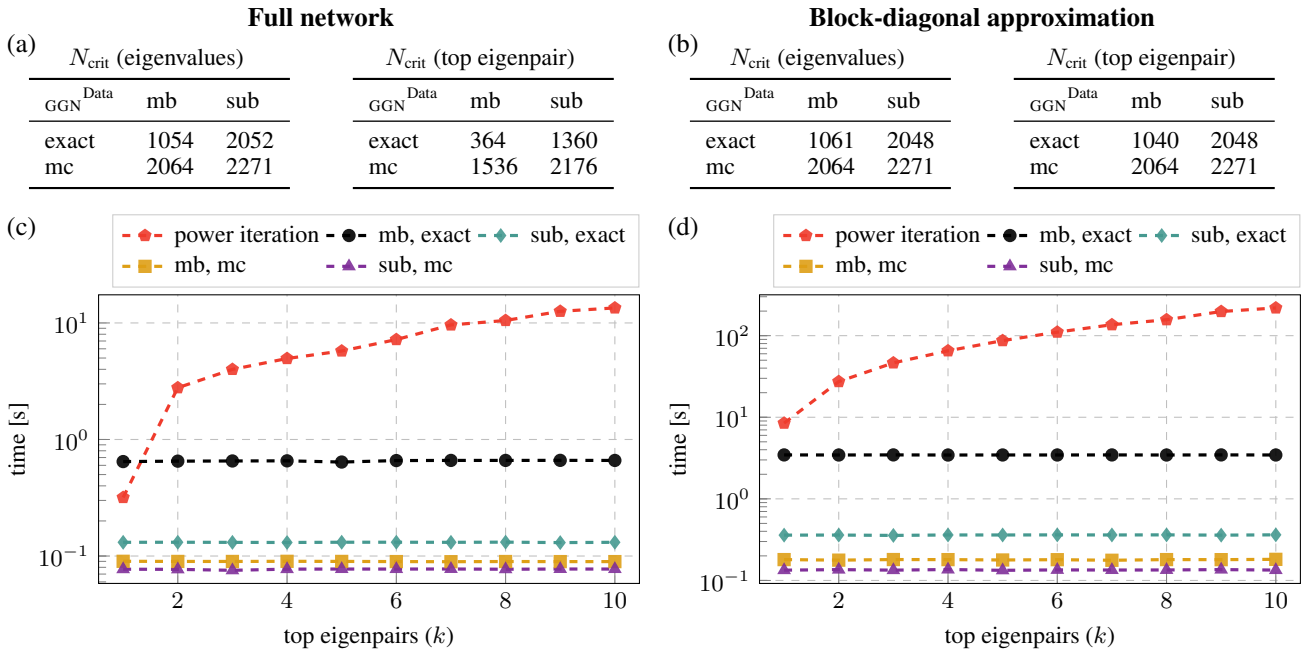 Full network
Block-diagonal approximation
(a)
N_crit (eigenvalues)
GGN^Data mb sub
exact 1054 2052
mc 2064 2271
N_crit (top eigenpair)
GGN^Data mb sub
exact 364 1360
mc 1536 2176
(b)
N_crit (eigenvalues)
GGN^Data mb sub
exact 1061 2048
mc 2064 2271
N_crit (top eigenpair)
GGN^Data mb sub
exact 1040 2048
mc 2064 2271
(c)
power iteration mb, exact sub, exact
mb, mc sub, mc
10^1
10^0
10^−1
time [s]
2 4 6 8 10
top eigenpairs (k)
(d)
power iteration mb, exact sub, exact
mb, mc sub, mc
10^2
10^1
10^0
10^−1
time [s]
2 4 6 8 10
top eigenpairs (k)